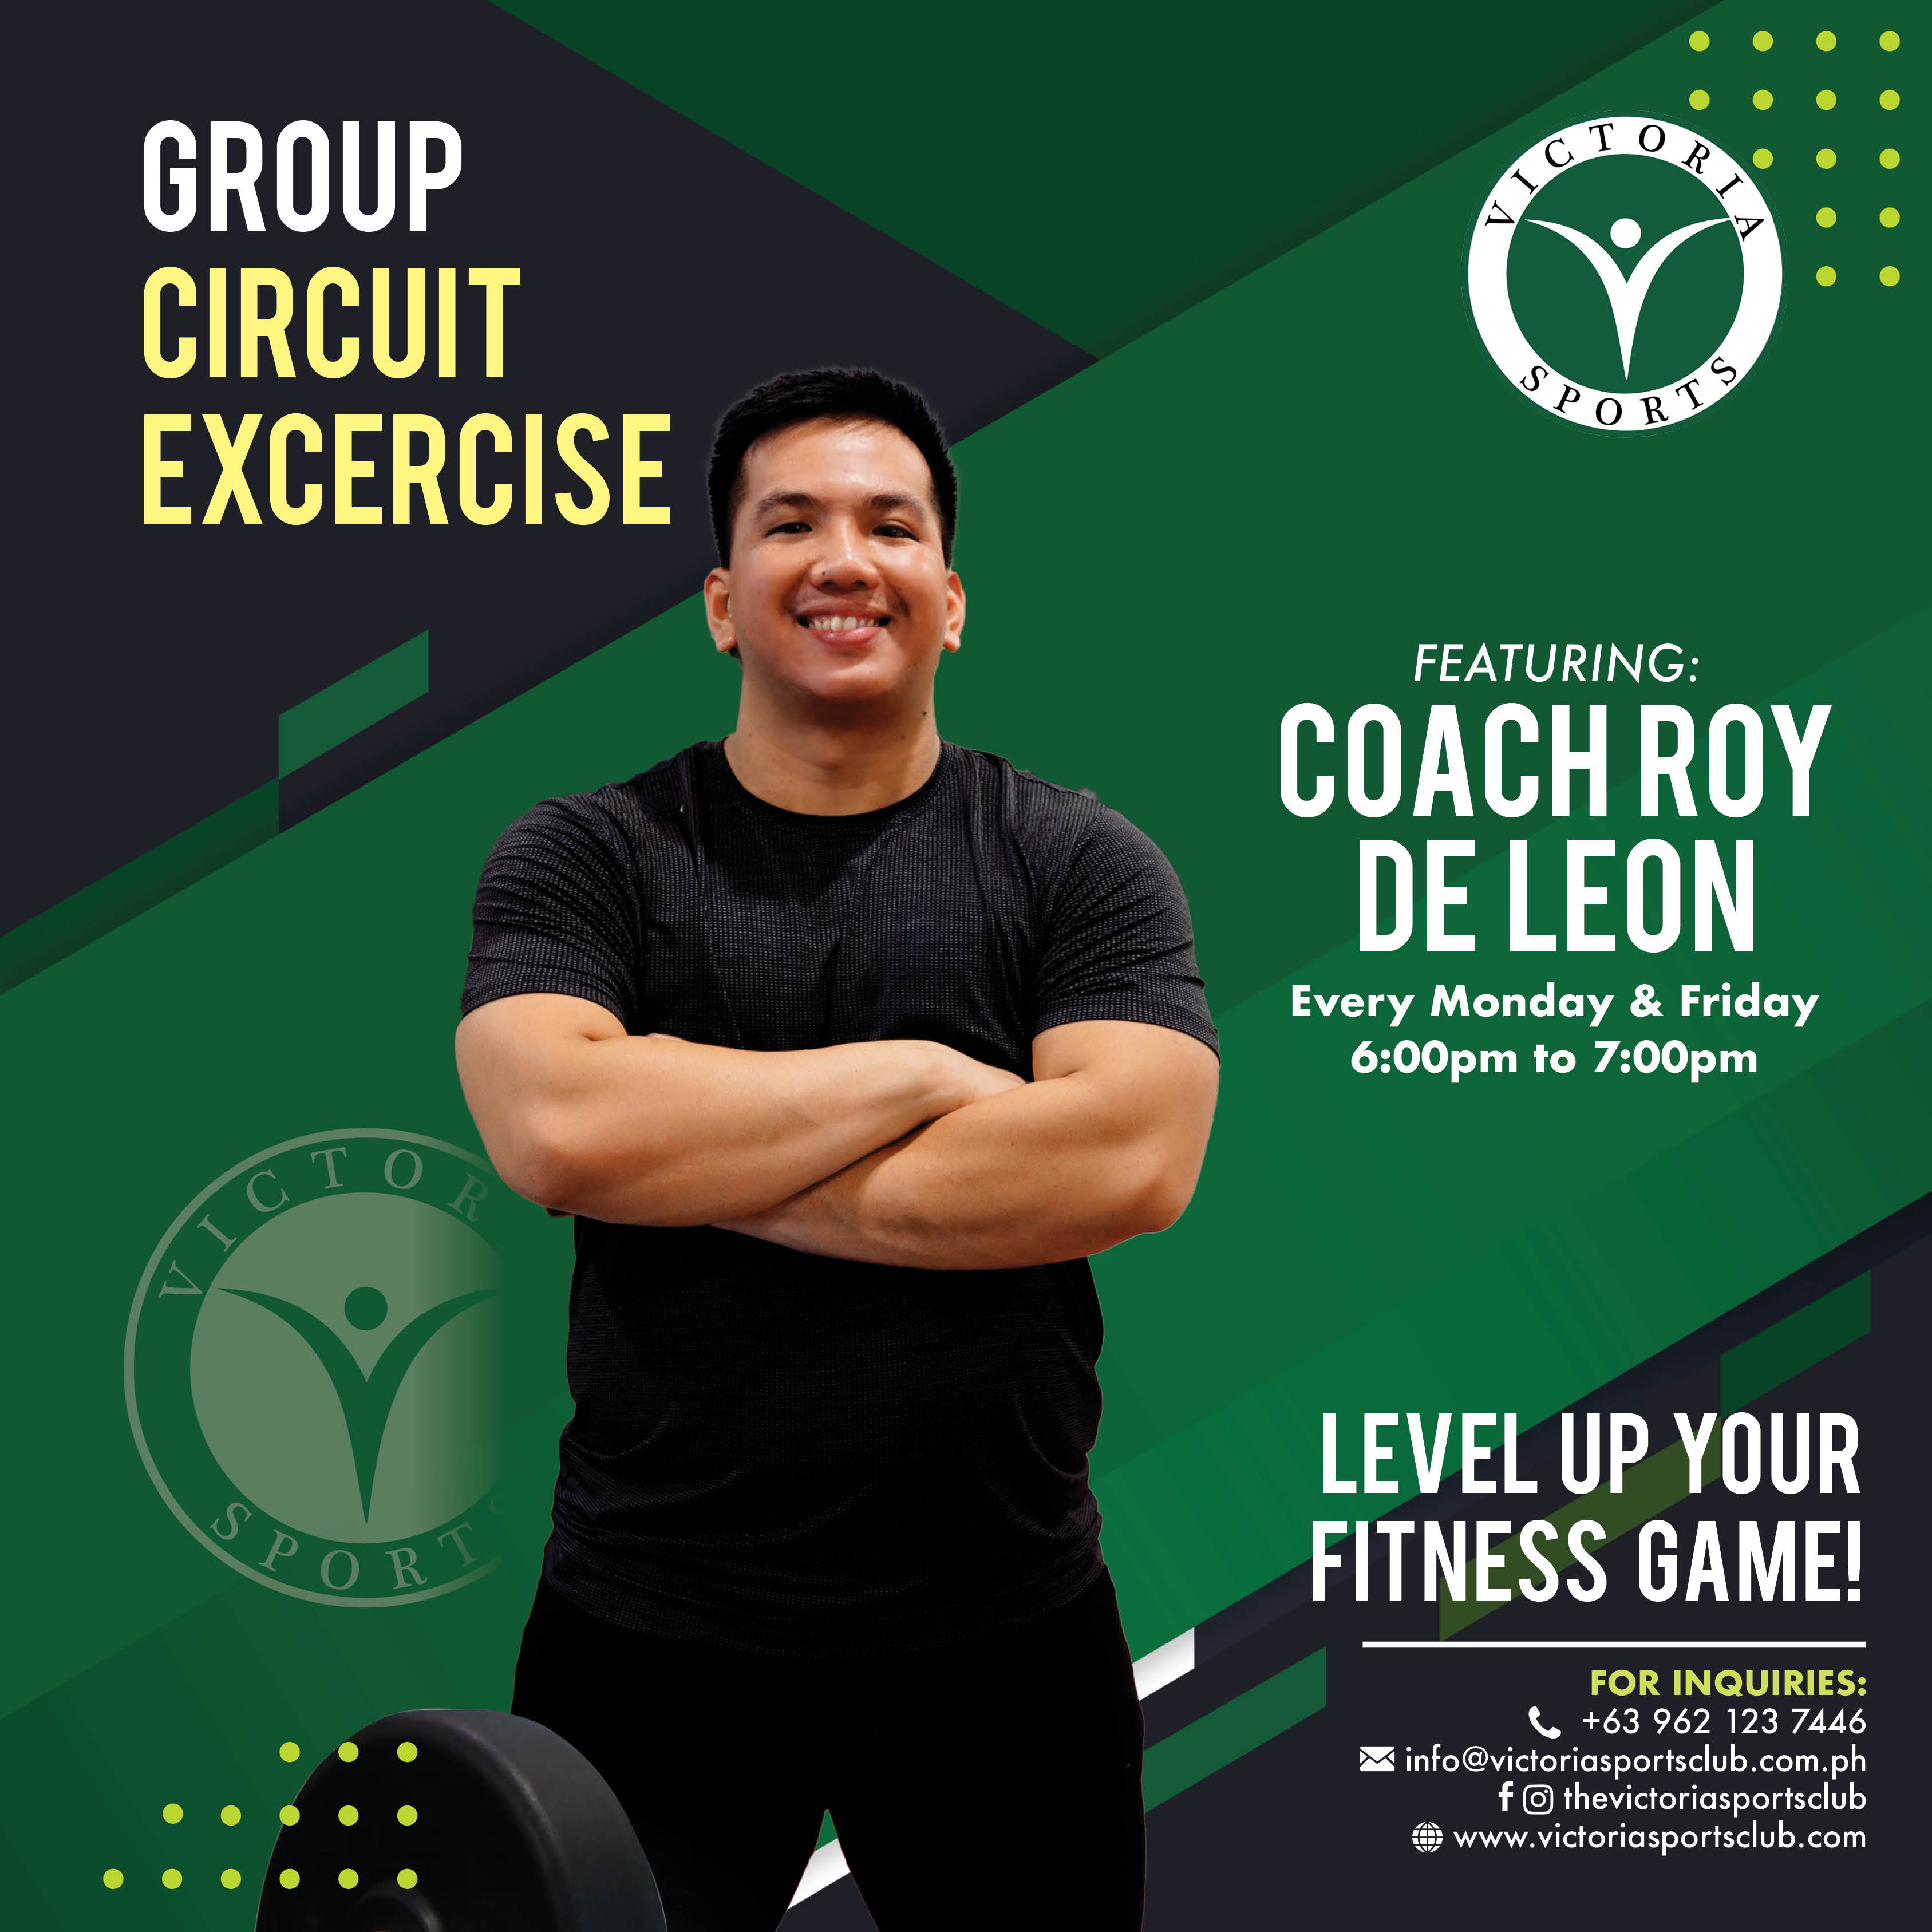 GROUP
CIRCUIT
EXCERCISE
VICTORIA
SPORTS
FEATURING:
COACH ROY
DE LEON
Every Monday & Friday
6:00pm to 7:00pm
VICTOR
SPORTS
LEVEL UP YOUR
FITNESS GAME!
FOR INQUIRIES:
+63 962 123 7446
info@victoriasportsclub.com.ph
thevictoriasportsclub
www.victoriasportsclub.com